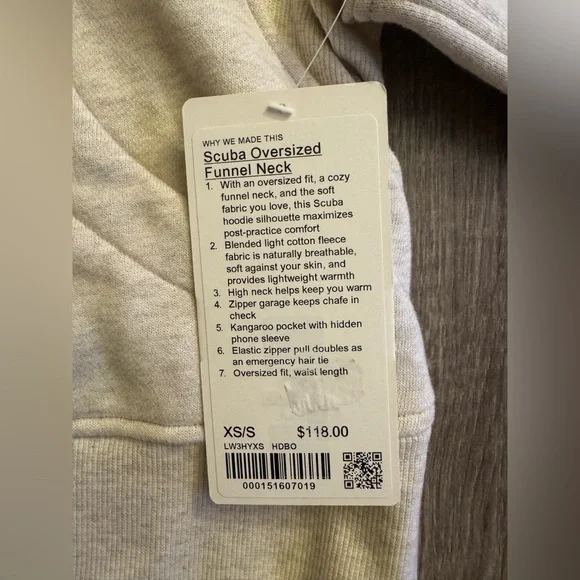 WHY WE MADE THIS
Scuba Oversized
Funnel Neck
1. With an oversized fit, a cozy
funnel neck, and the soft
fabric you love, this Scuba
hoodie silhouette maximizes
post-practice comfort
2. Blended light cotton fleece
fabric is naturally breathable,
soft against your skin, and
provides lightweight warmth
3. High neck helps keep you warm
4. Zipper garage keeps chafe in
check
5. Kangaroo pocket with hidden
phone sleeve
6. Elastic zipper pull doubles as
an emergency hair tie
7. Oversized fit, waist length
XS/S $118.00
LW3HYXS HDBO
000151607019